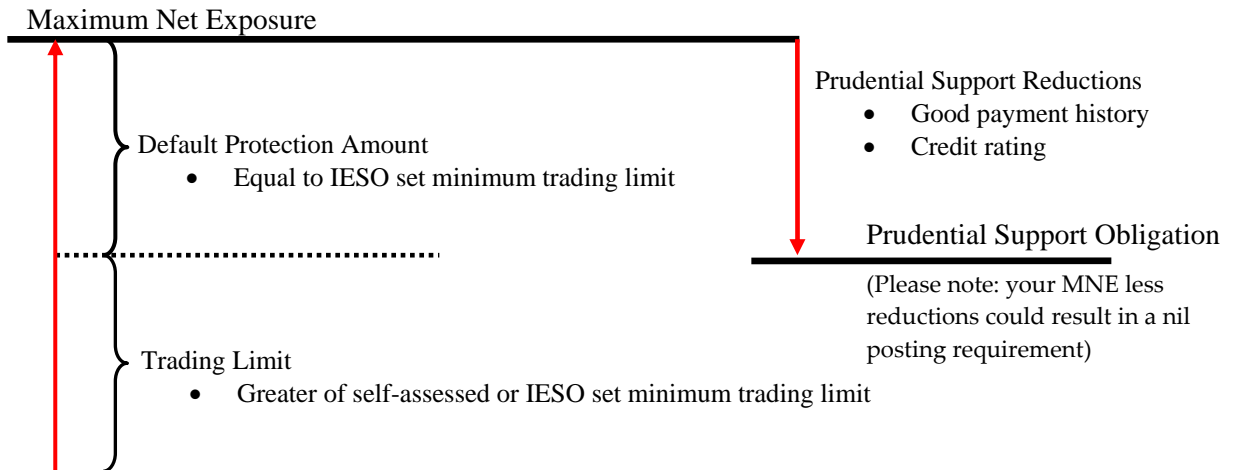 Maximum Net Exposure
Prudential Support Reductions
• Good payment history
• Credit rating
Default Protection Amount
• Equal to IESO set minimum trading limit
Prudential Support Obligation
(Please note: your MNE less
reductions could result in a nil
posting requirement)
Trading Limit
• Greater of self-assessed or IESO set minimum trading limit